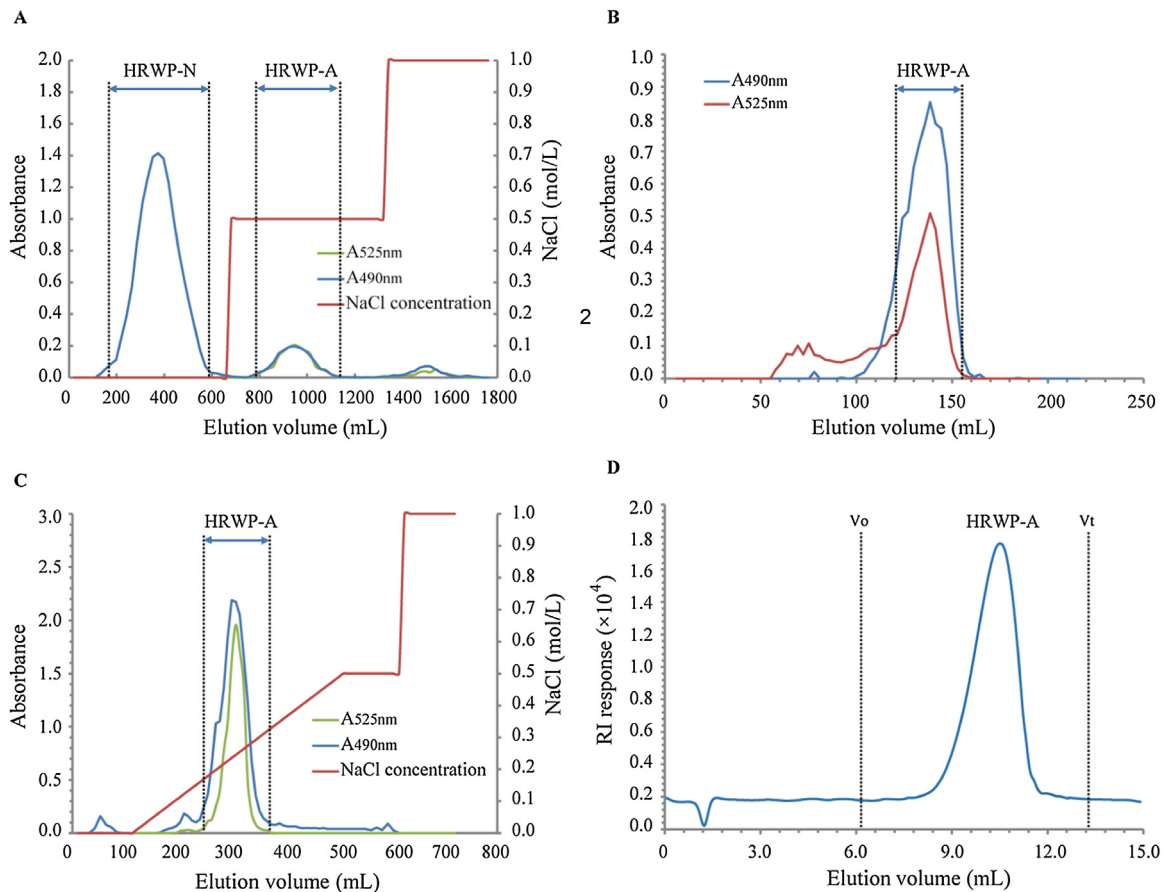 A
HRWP-N
HRWP-A
2.0
1.8
1.6
1.4
1.2
1.0
0.8
0.6
0.4
0.2
0.0
Absorbance
1.0
0.9
0.8
0.7
0.6
0.5
0.4
0.3
0.2
0.1
0.0
NaCl (mol/L)
A525nm
A490nm
NaCl concentration
0 200 400 600 800 1000 1200 1400 1600 1800
Elution volume (mL)
B
A490nm
A525nm
HRWP-A
1.0
0.9
0.8
0.7
0.6
0.5
0.4
0.3
0.2
0.1
0.0
Absorbance
0 50 100 150 200 250
Elution volume (mL)
2
C
HRWP-A
3.0
2.5
2.0
1.5
1.0
0.5
0.0
Absorbance
1.0
0.9
0.8
0.7
0.6
0.5
0.4
0.3
0.2
0.1
0.0
NaCl (mol/L)
A525nm
A490nm
NaCl concentration
0 100 200 300 400 500 600 700 800
Elution volume (mL)
D
Vo
HRWP-A
Vt
2.0
1.8
1.6
1.4
1.2
1.0
0.8
0.6
0.4
0.2
0.0
RI response (×10⁴)
0 3.0 6.0 9.0 12.0 15.0
Elution volume (mL)